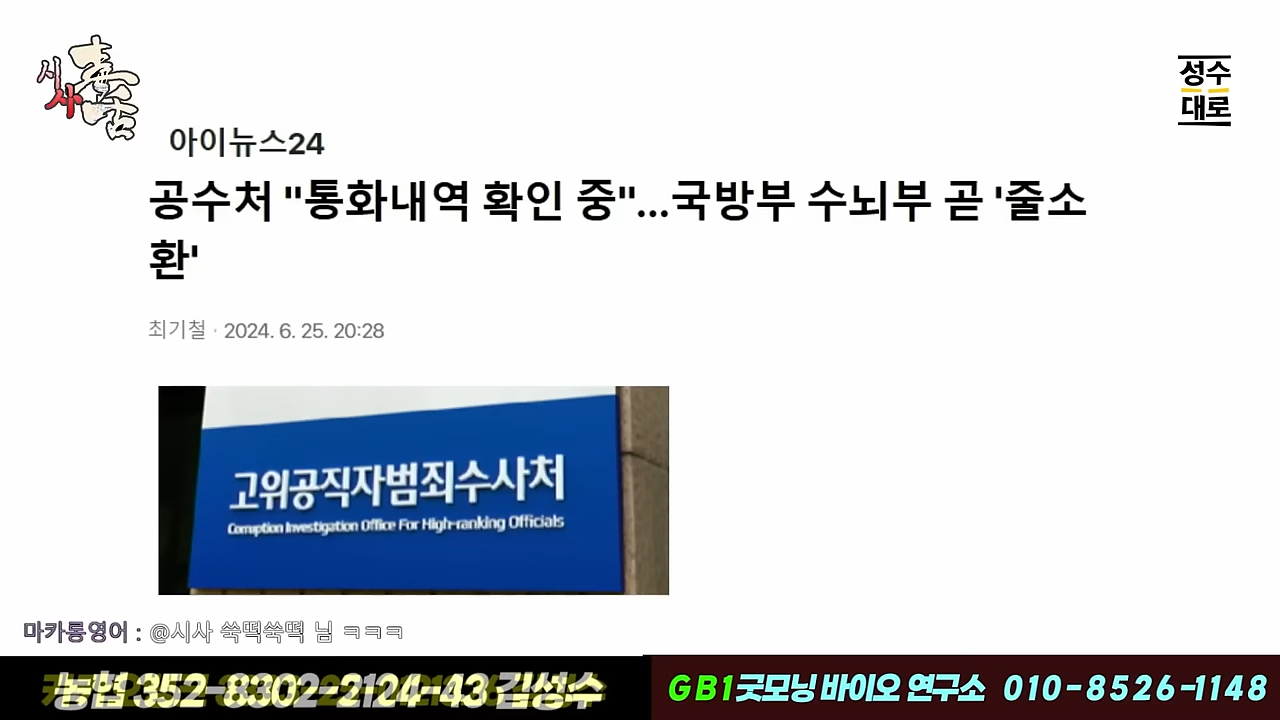 시사
성수
대로
아이뉴스24
공수처 "통화내역 확인 중"...국방부 수뇌부 곧 '줄소
환'
최기철 · 2024. 6. 25. 20:28
고위공직자범죄수사처
Corruption Investigation Office For High-ranking Officials
마카롱영어 : @시사 쑥떡쑥떡 님 ㅋㅋㅋ
농협 352-8302-2124-43 김성수
GB1굿모닝 바이오 연구소 010-8526-1148